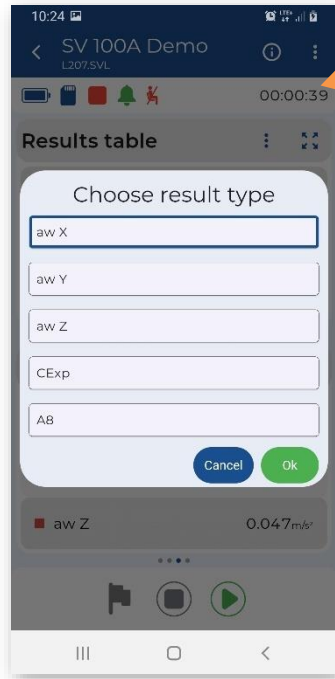 10:24
SV 100A Demo
L207.SVL
00:00:39
Results table
Choose result type
aw X
aw Y
aw Z
CExp
A8
Cancel Ok
aw Z 0.047 m/s²